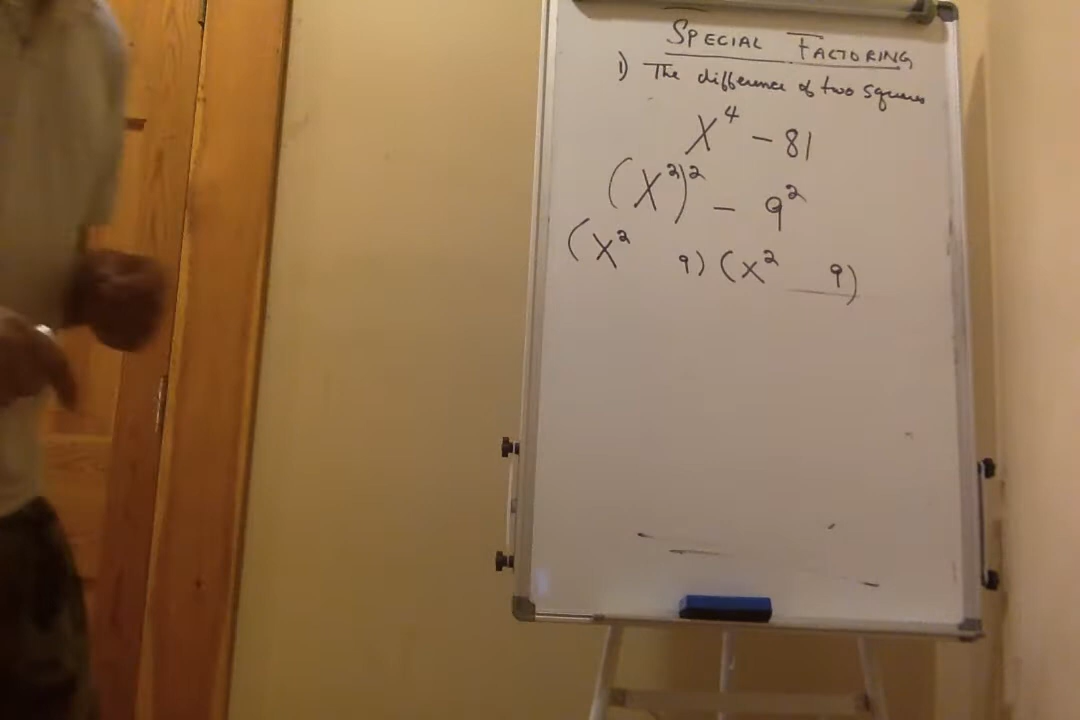 SPECIAL FACTORING
1) The difference of two squares
X⁴ - 81
(X²)² - 9²
(X² 9) (X² 9)